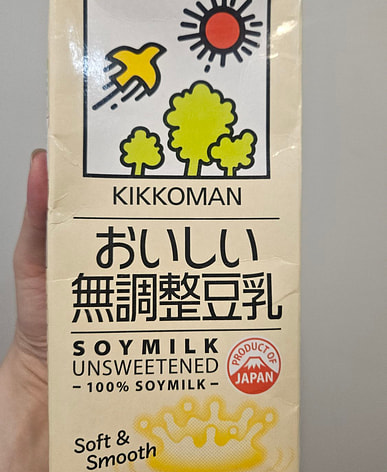 KIKKOMAN
おいしい
無調整豆乳
SOYMILK
UNSWEETENED
- 100% SOYMILK -
PRODUCT OF
JAPAN
Soft &
Smooth